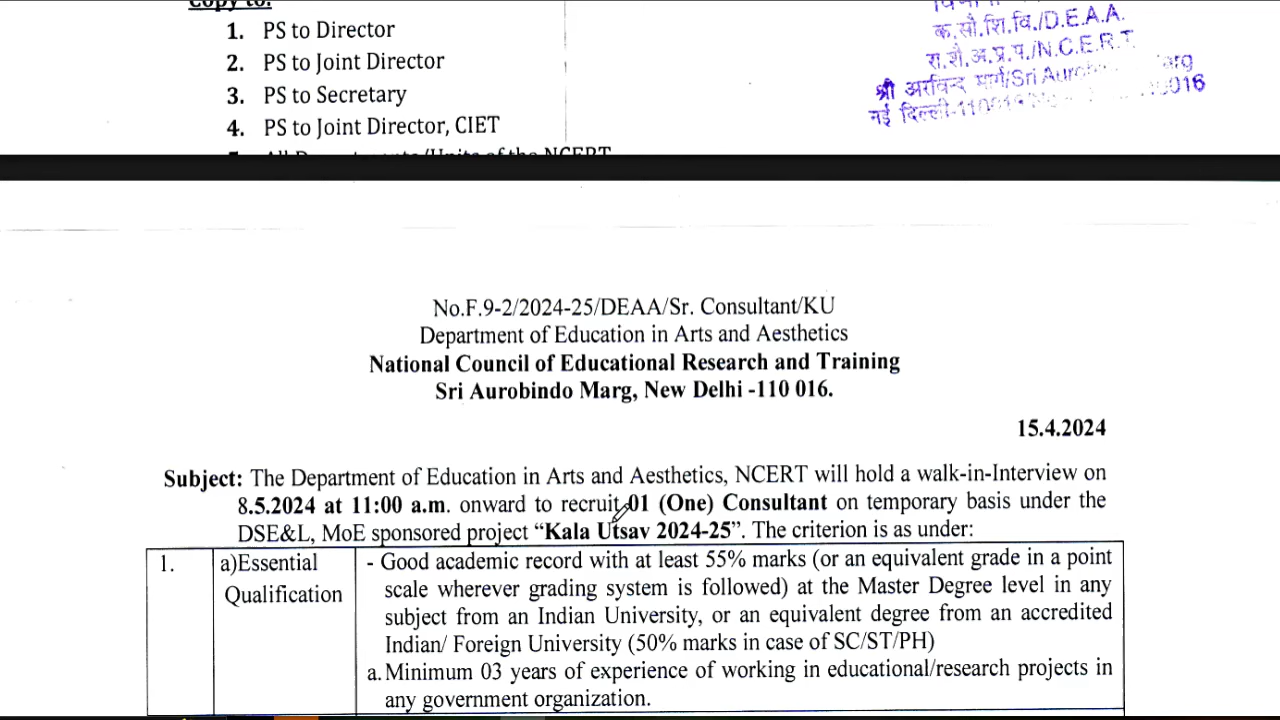 Copy to:
1. PS to Director
2. PS to Joint Director
3. PS to Secretary
4. PS to Joint Director, CIET
of the NCERT
क.सौ.शि.वि./D.E.A.A.
रा.शै.अ.प्र.प./N.C.E.R.T.
श्री अरविन्द मार्ग/Sri
नई दिल्ली-
No.F.9-2/2024-25/DEAA/Sr. Consultant/KU
Department of Education in Arts and Aesthetics
National Council of Educational Research and Training
Sri Aurobindo Marg, New Delhi -110 016.
15.4.2024
Subject: The Department of Education in Arts and Aesthetics, NCERT will hold a walk-in-Interview on
8.5.2024 at 11:00 a.m. onward to recruit 01 (One) Consultant on temporary basis under the
DSE&L, MoE sponsored project “Kala Utsav 2024-25”. The criterion is as under:
1. a)Essential Qualification
- Good academic record with at least 55% marks (or an equivalent grade in a point
scale wherever grading system is followed) at the Master Degree level in any
subject from an Indian University, or an equivalent degree from an accredited
Indian/ Foreign University (50% marks in case of SC/ST/PH)
a. Minimum 03 years of experience of working in educational/research projects in
any government organization.